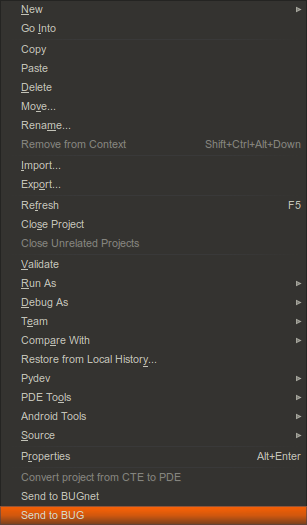 New
Go Into
Copy
Paste
Delete
Move...
Rename...
Remove from Context Shift+Ctrl+Alt+Down
Import...
Export...
Refresh F5
Close Project
Close Unrelated Projects
Validate
Run As
Debug As
Team
Compare With
Restore from Local History...
Pydev
PDE Tools
Android Tools
Source
Properties Alt+Enter
Convert project from CTE to PDE
Send to BUGnet
Send to BUG